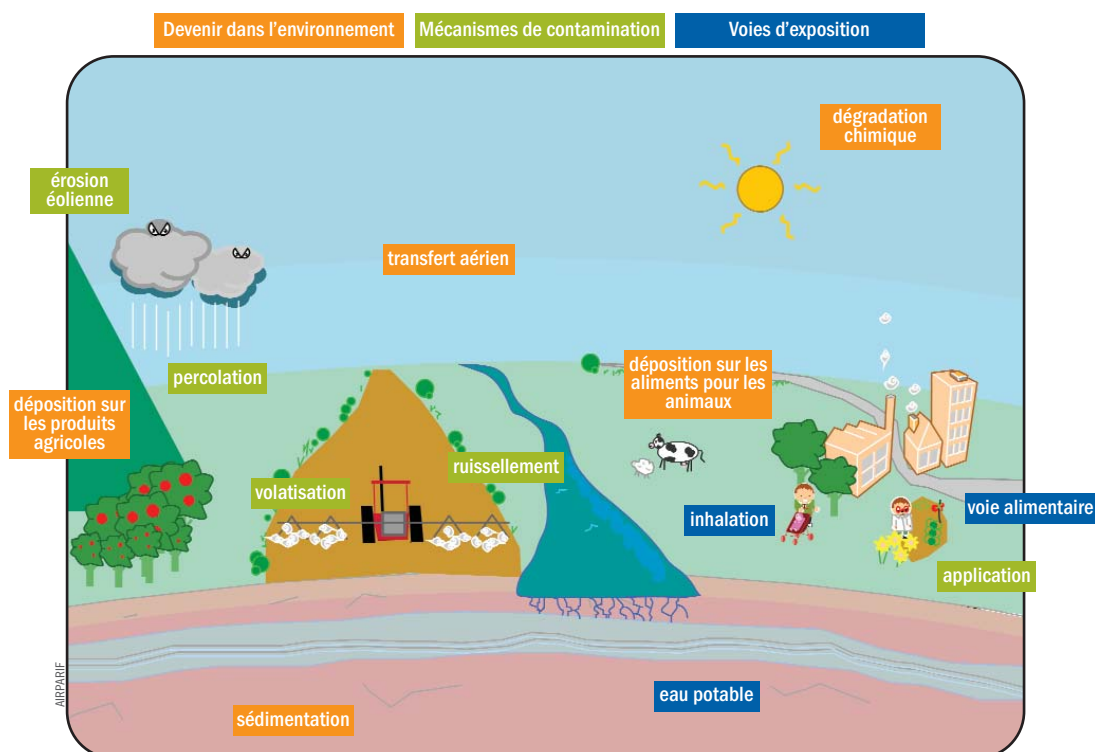 Devenir dans l'environnement
Mécanismes de contamination
Voies d'exposition
dégradation
chimique
érosion
éolienne
transfert aérien
percolation
déposition sur les
aliments pour les
animaux
déposition sur
les produits
agricoles
ruissellement
volatisation
inhalation
voie alimentaire
application
AIRPARIF
eau potable
sédimentation